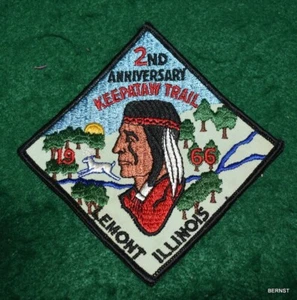 2ND
ANNIVERSARY
KEEPATAW TRAIL
19 66
LEMONT ILLINOIS
BERNST